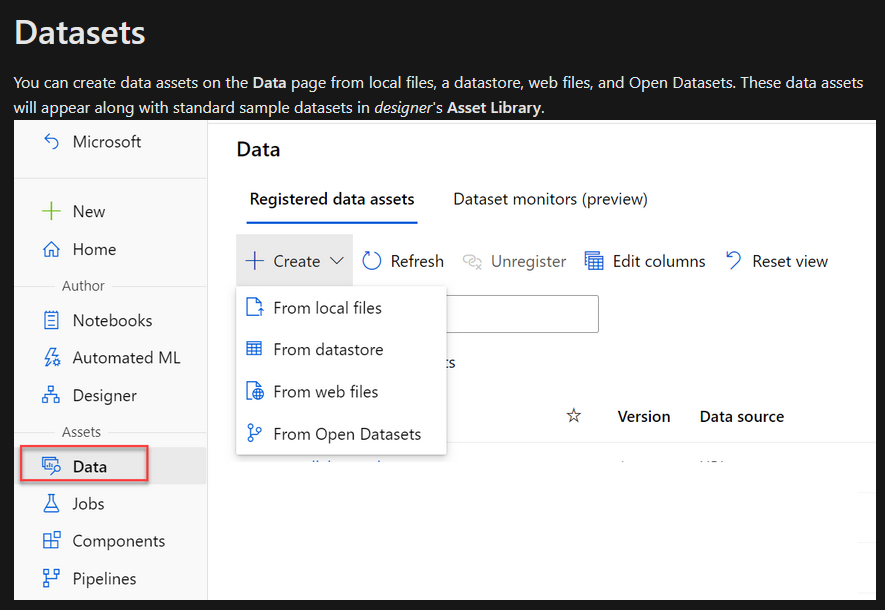 Datasets
You can create data assets on the Data page from local files, a datastore, web files, and Open Datasets. These data assets
will appear along with standard sample datasets in designer's Asset Library.
Microsoft
New
Home
Author
Notebooks
Automated ML
Designer
Assets
Data
Jobs
Components
Pipelines
Data
Registered data assets Dataset monitors (preview)
Create Refresh Unregister Edit columns Reset view
From local files
From datastore
From web files
From Open Datasets
Version Data source